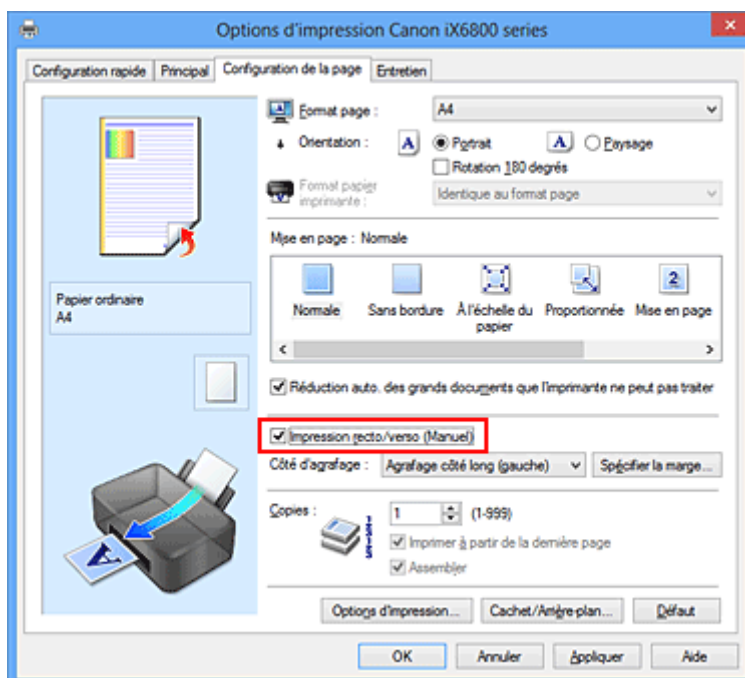 Options d'impression Canon iX6800 series
Configuration rapide Principal Configuration de la page Entretien
Format page : A4
Orientation : A Portrait A Paysage
Rotation 180 degrés
Format papier
imprimante : Identique au format page
Mise en page : Normale
Papier ordinaire
A4
2
Normale Sans bordure À l'échelle du papier Proportionnée Mise en page
Réduction auto. des grands documents que l'imprimante ne peut pas traiter
Impression recto/verso (Manuel)
Côté d'agrafage : Agrafage côté long (gauche) Spécifier la marge...
Copies : 1 (1-999)
Imprimer à partir de la dernière page
Assembler
A
Options d'impression... Cachet/Arrière-plan... Défaut
OK Annuler Appliquer Aide